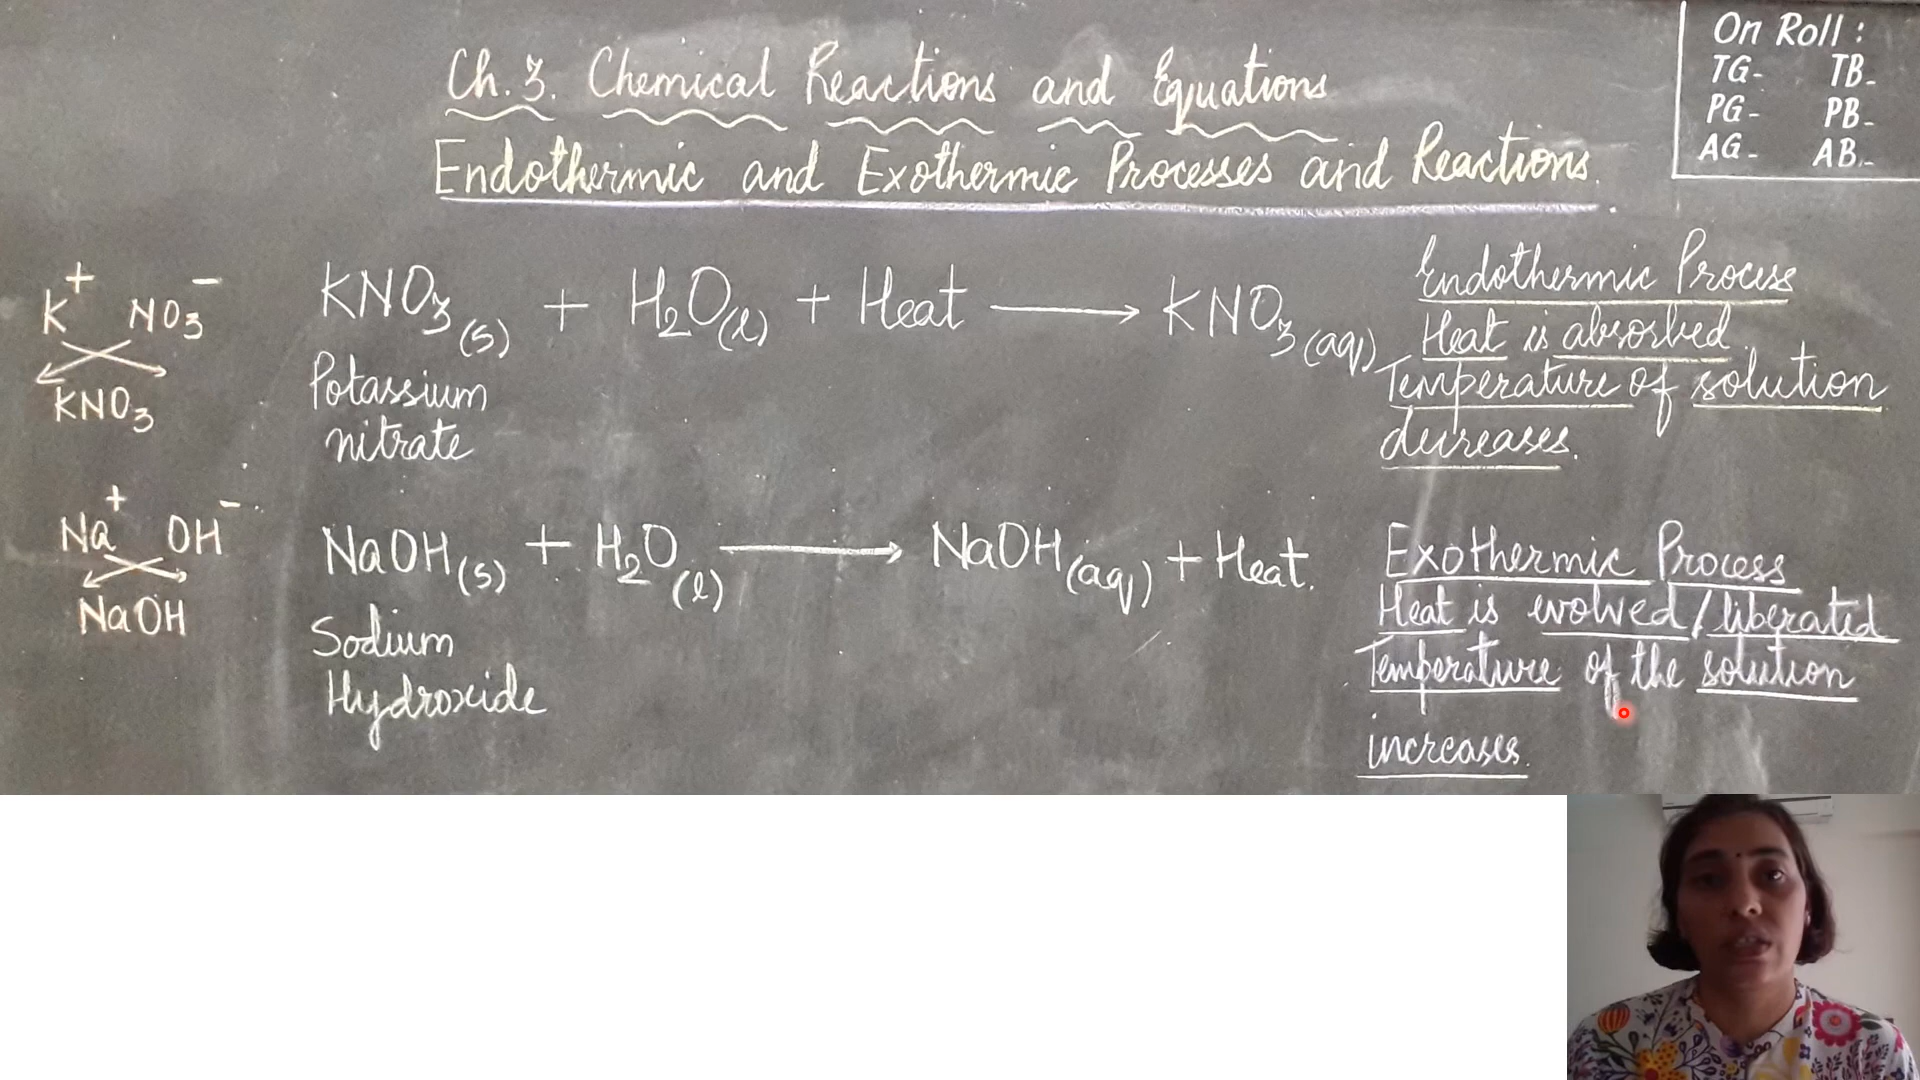 Ch. 3. Chemical Reactions and Equations
Endothermic and Exothermic Processes and Reactions.
On Roll :
TG- TB-
PG- PB-
AG- AB-
K⁺ NO₃⁻
KNO₃
KNO₃(s) + H₂O(l) + Heat → KNO₃(aq)
Potassium
nitrate
Endothermic Process
Heat is absorbed.
Temperature of solution
decreases.
Na⁺ OH⁻
NaOH
NaOH(s) + H₂O(l) → NaOH(aq) + Heat.
Sodium
Hydroxide
Exothermic Process
Heat is evolved/liberated
Temperature of the solution
increases.